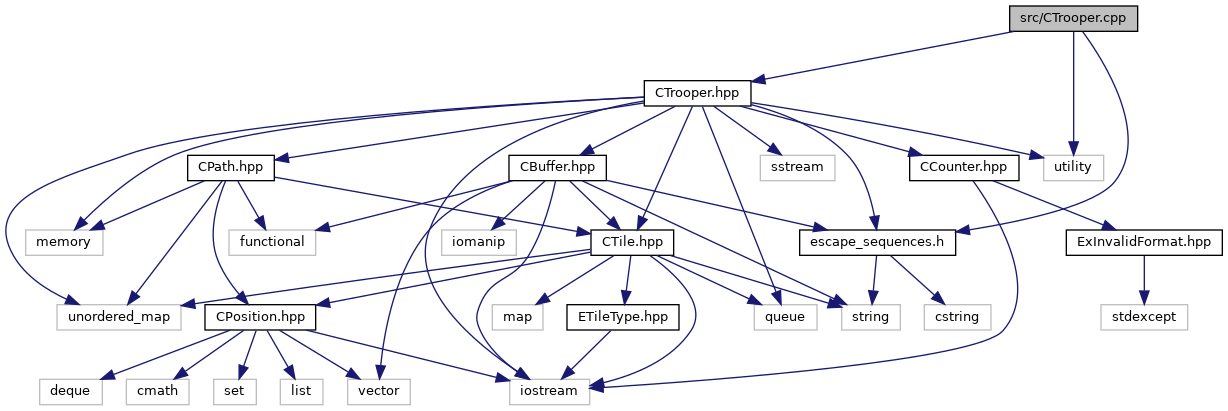 src/CTrooper.cpp
CTrooper.hpp
CPath.hpp
CBuffer.hpp
sstream
CCounter.hpp
utility
memory
functional
iomanip
CTile.hpp
escape_sequences.h
ExInvalidFormat.hpp
unordered_map
CPosition.hpp
map
ETileType.hpp
queue
string
cstring
stdexcept
deque
cmath
set
list
vector
iostream